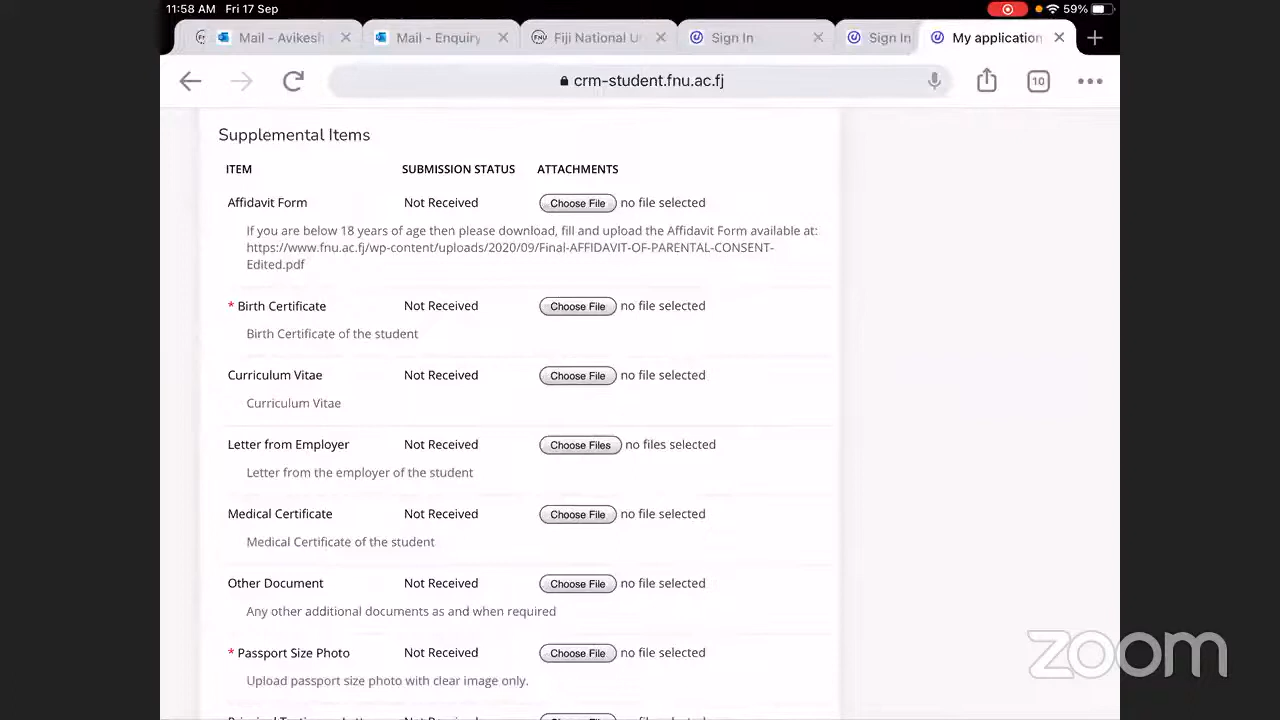 11:58 AM Fri 17 Sep 59%
Mail - Avikesh Mail - Enquiry Fiji National U Sign In Sign In My application
crm-student.fnu.ac.fj 10
Supplemental Items
ITEM SUBMISSION STATUS ATTACHMENTS
Affidavit Form Not Received Choose File no file selected
If you are below 18 years of age then please download, fill and upload the Affidavit Form available at:
https://www.fnu.ac.fj/wp-content/uploads/2020/09/Final-AFFIDAVIT-OF-PARENTAL-CONSENT-
Edited.pdf
* Birth Certificate Not Received Choose File no file selected
Birth Certificate of the student
Curriculum Vitae Not Received Choose File no file selected
Curriculum Vitae
Letter from Employer Not Received Choose Files no files selected
Letter from the employer of the student
Medical Certificate Not Received Choose File no file selected
Medical Certificate of the student
Other Document Not Received Choose File no file selected
Any other additional documents as and when required
* Passport Size Photo Not Received Choose File no file selected
Upload passport size photo with clear image only.
zoom